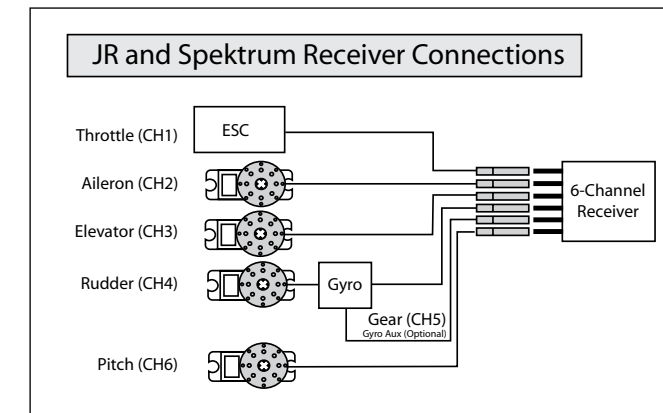 JR and Spektrum Receiver Connections
Throttle (CH1)
ESC
Aileron (CH2)
6-Channel
Receiver
Elevator (CH3)
Rudder (CH4)
Gyro
Gear (CH5)
Gyro Aux (Optional)
Pitch (CH6)